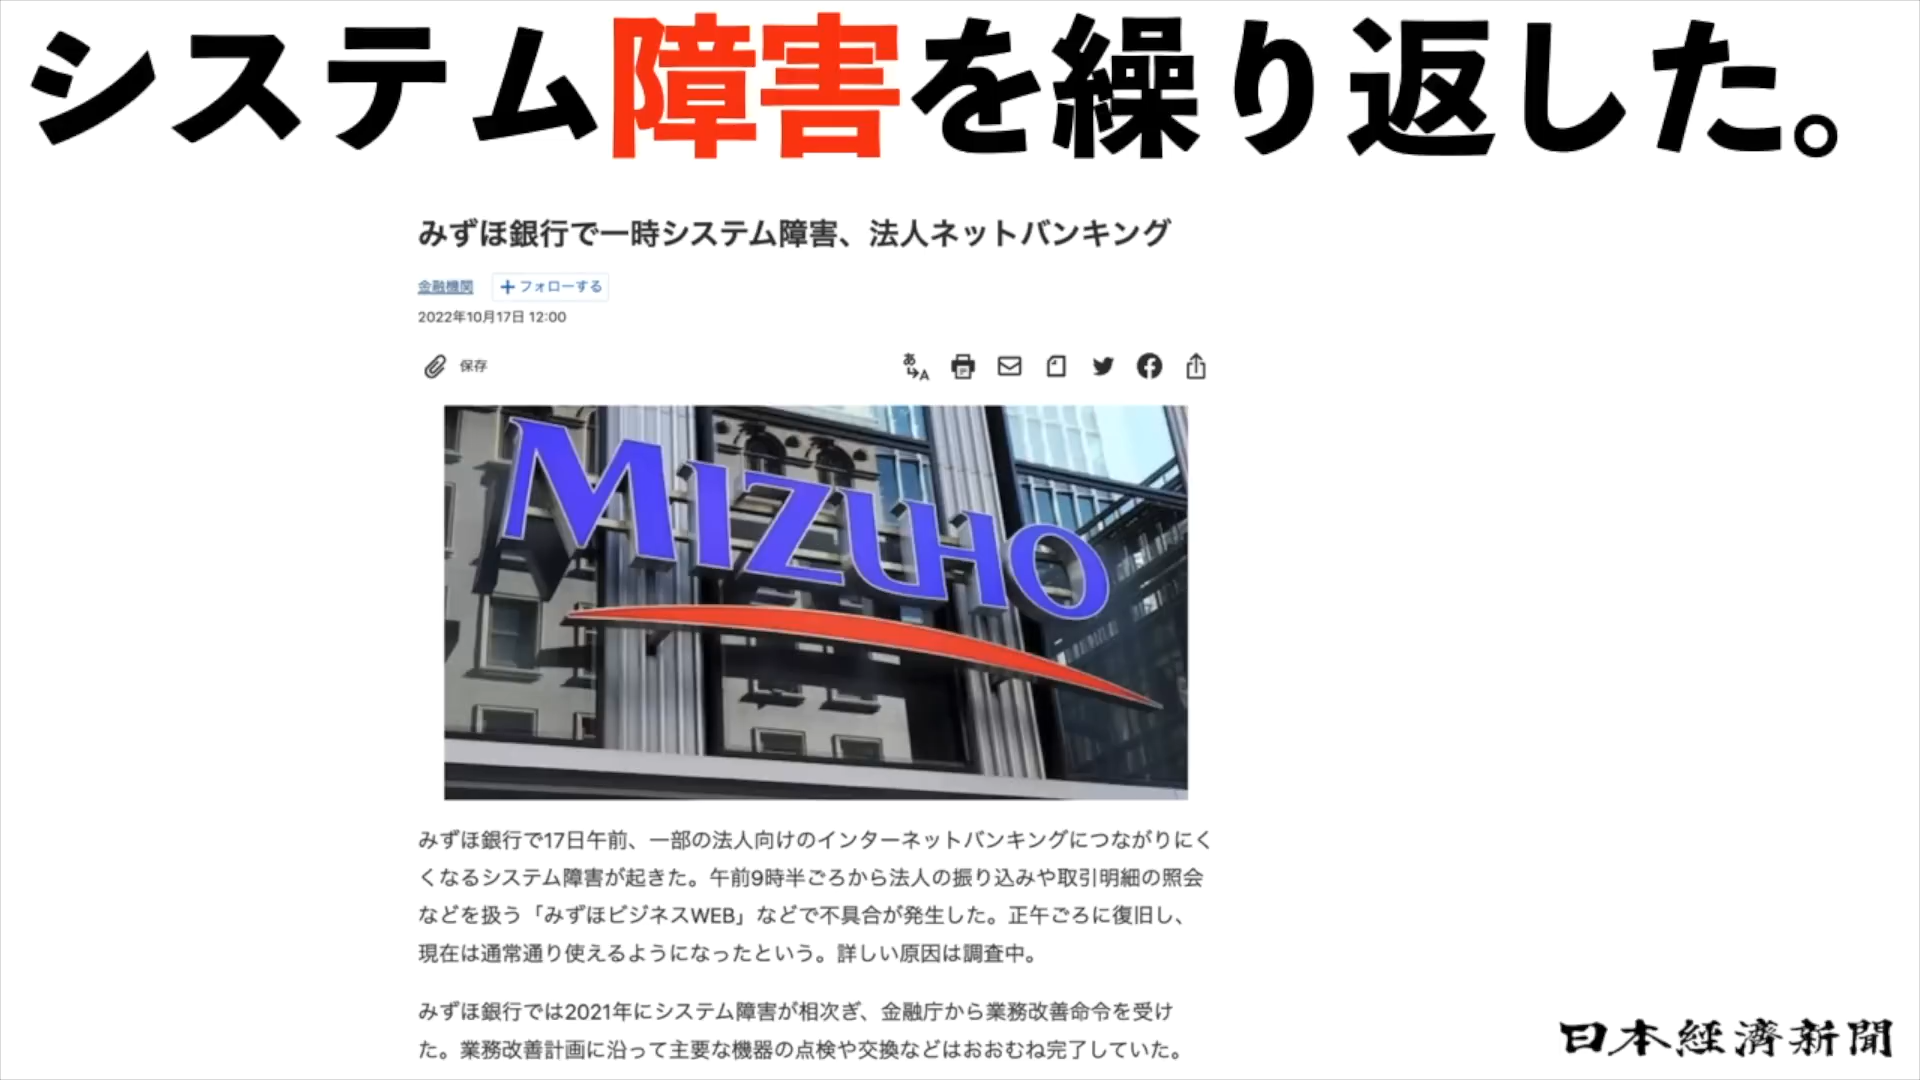 システム障害を繰り返した。
みずほ銀行で一時システム障害、法人ネットバンキング
金融機関 +フォローする
2022年10月17日 12:00
保存
あ
A
MIZUHO
みずほ銀行で17日午前、一部の法人向けのインターネットバンキングにつながりにく
くなるシステム障害が起きた。午前9時半ごろから法人の振り込みや取引明細の照会
などを扱う「みずほビジネスWEB」などで不具合が発生した。正午ごろに復旧し、
現在は通常通り使えるようになったという。詳しい原因は調査中。
みずほ銀行では2021年にシステム障害が相次ぎ、金融庁から業務改善命令を受け
た。業務改善計画に沿って主要な機器の点検や交換などはおおむね完了していた。
日本経済新聞